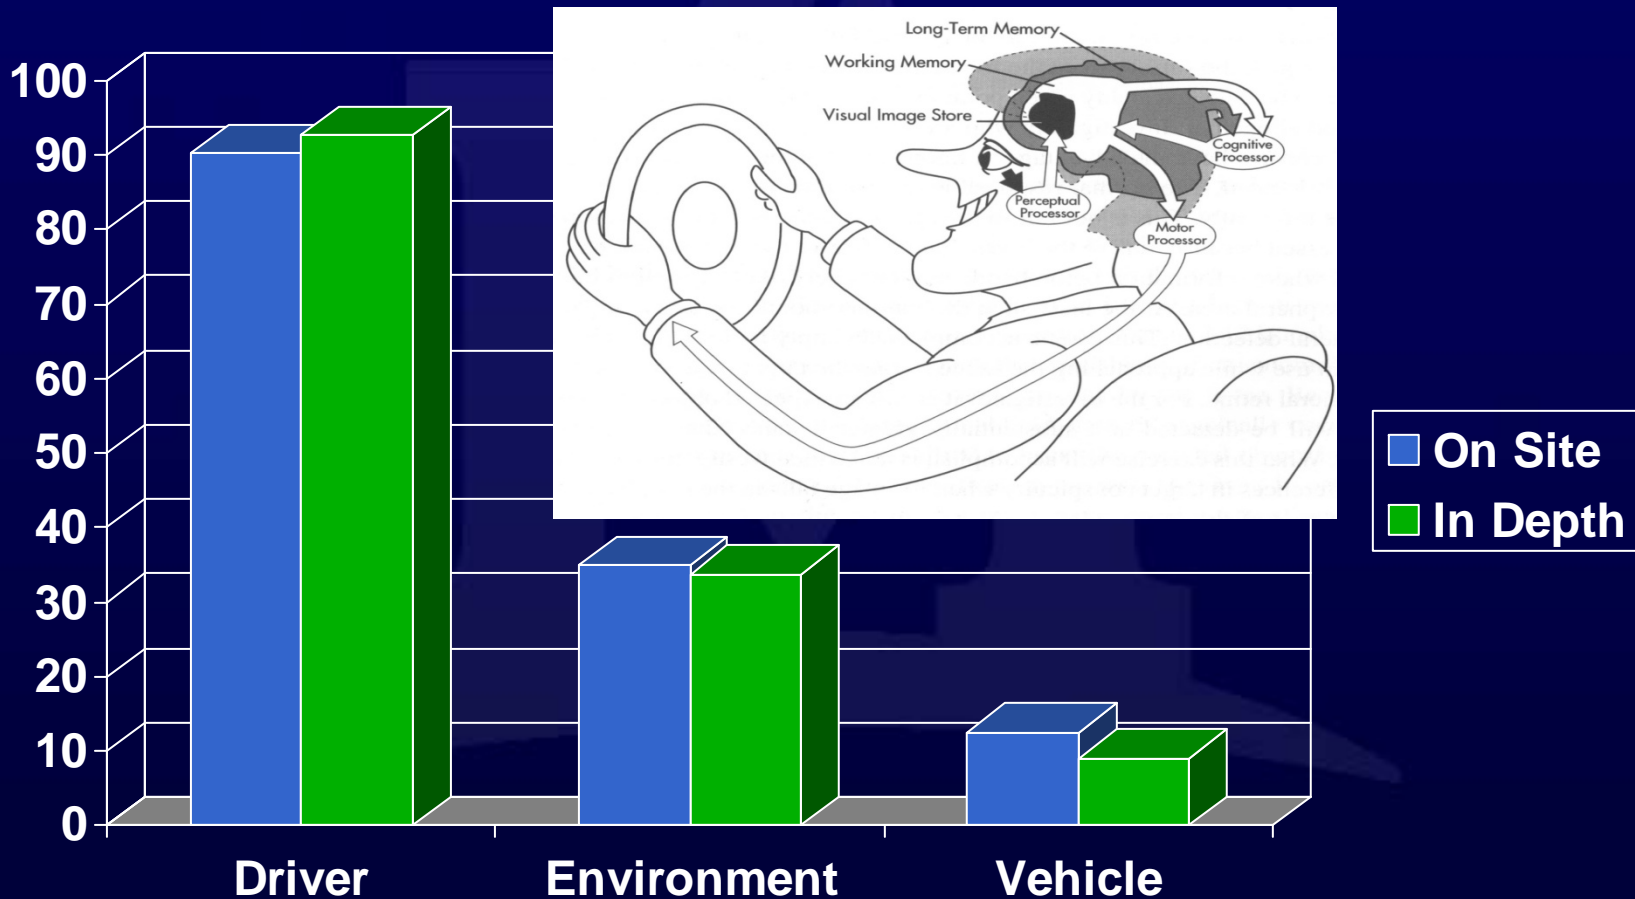 Long-Term Memory
Working Memory
Visual Image Store
Cognitive
Processor
Perceptual
Processor
Motor
Processor
100
90
80
70
60
50
40
30
20
10
0
On Site
In Depth
Driver
Environment
Vehicle